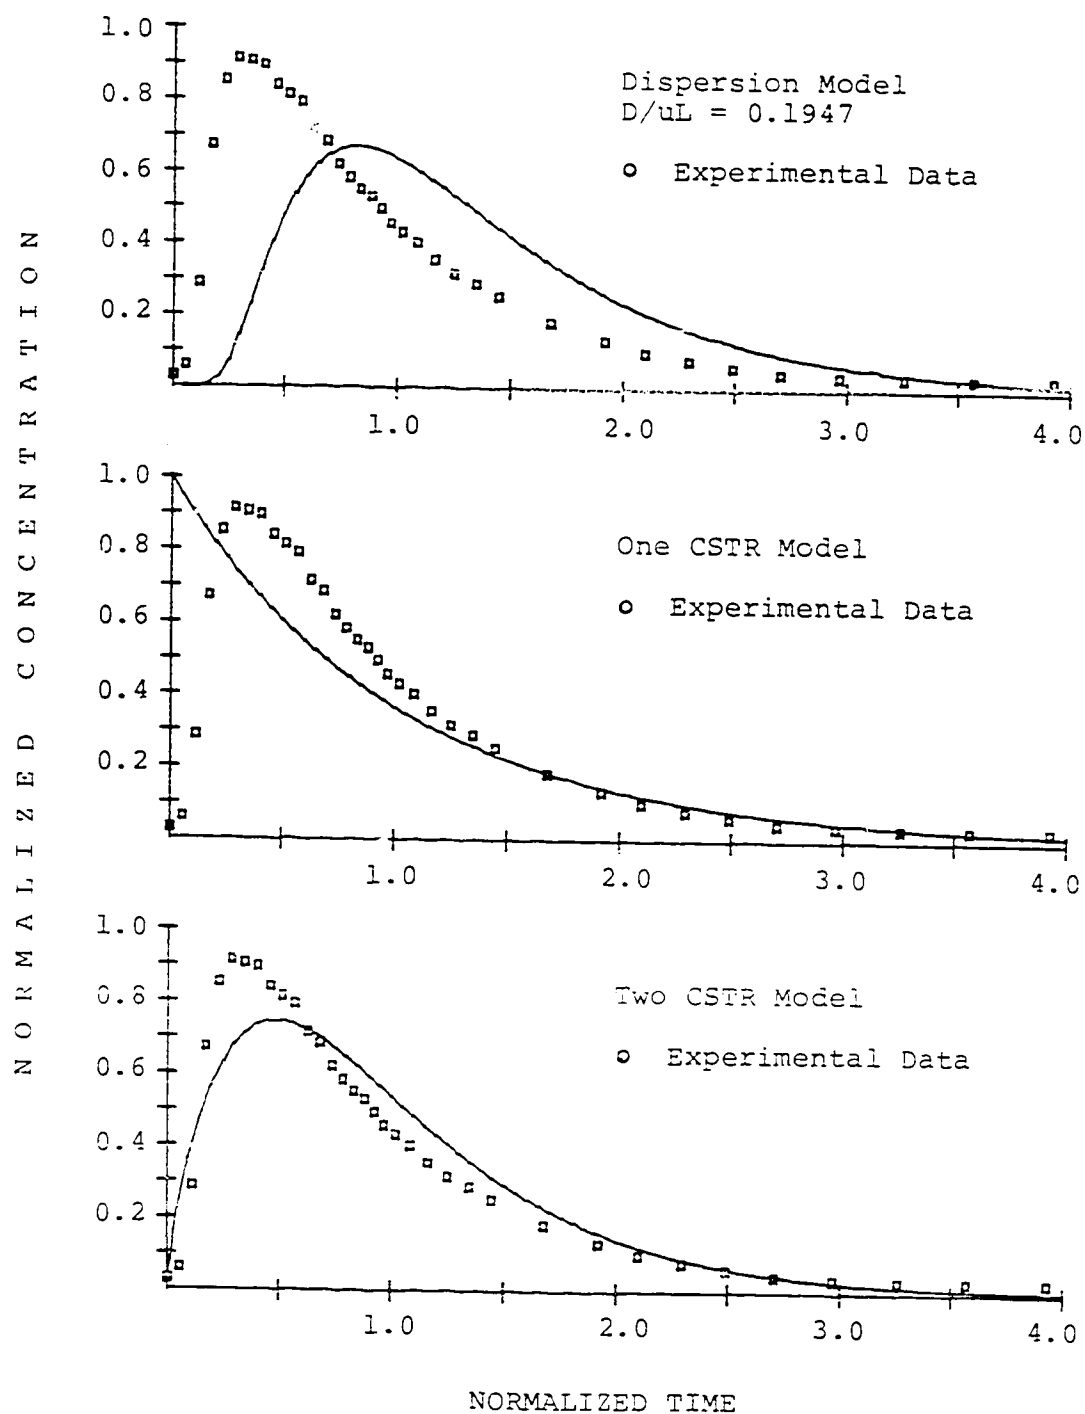 NORMALIZED CONCENTRATION
1.0
0.8
0.6
0.4
0.2
Dispersion Model
D/uL = 0.1947
Experimental Data
1.0 2.0 3.0 4.0
1.0
0.8
0.6
0.4
0.2
One CSTR Model
Experimental Data
1.0 2.0 3.0 4.0
1.0
0.8
0.6
0.4
0.2
Two CSTR Model
Experimental Data
1.0 2.0 3.0 4.0
NORMALIZED TIME